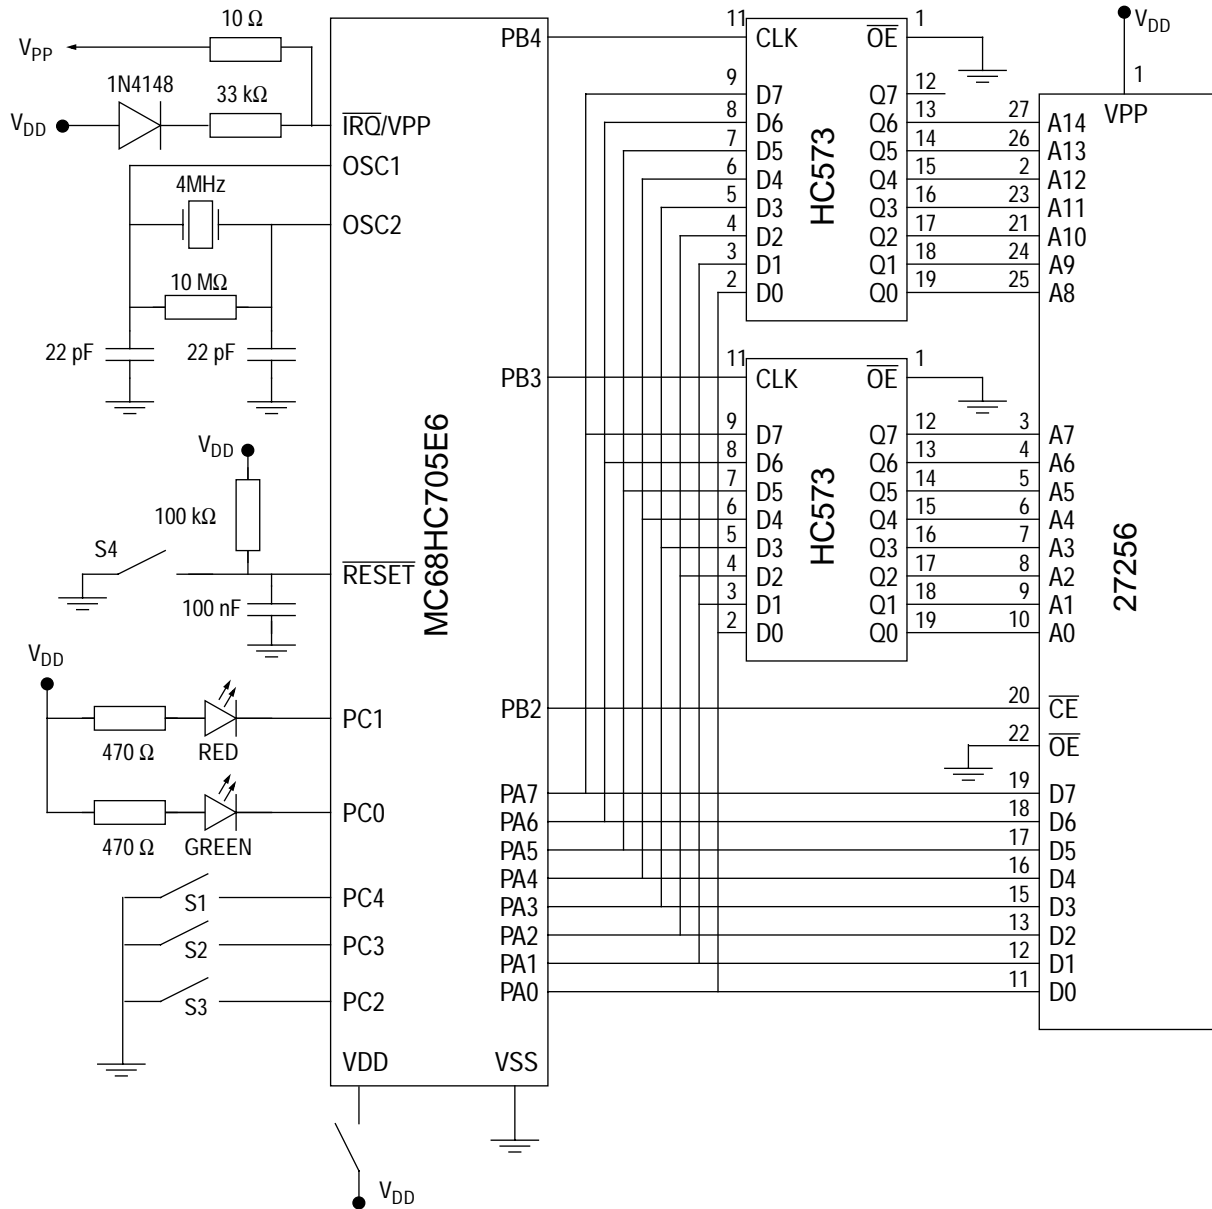 10 Ω
V_PP
1N4148
33 kΩ
V_DD
IRQ/VPP
OSC1
4MHz
OSC2
10 MΩ
22 pF
22 pF
V_DD
100 kΩ
S4
RESET
100 nF
V_DD
PC1
470 Ω
RED
PC0
470 Ω
GREEN
PC4
S1
PC3
S2
PC2
S3
VDD
VSS
V_DD
MC68HC705E6
PB4
PB3
PB2
PA7
PA6
PA5
PA4
PA3
PA2
PA1
PA0
11 CLK OE 1
9 D7 Q7 12
8 D6 Q6 13
7 D5 Q5 14
6 D4 Q4 15
5 D3 Q3 16
4 D2 Q2 17
3 D1 Q1 18
2 D0 Q0 19
HC573
11 CLK OE 1
9 D7 Q7 12
8 D6 Q6 13
7 D5 Q5 14
6 D4 Q4 15
5 D3 Q3 16
4 D2 Q2 17
3 D1 Q1 18
2 D0 Q0 19
HC573
V_DD
1
VPP
27 A14
26 A13
2 A12
23 A11
21 A10
24 A9
25 A8
3 A7
4 A6
5 A5
6 A4
7 A3
8 A2
9 A1
10 A0
27256
20 CE
22 OE
19 D7
18 D6
17 D5
16 D4
15 D3
13 D2
12 D1
11 D0